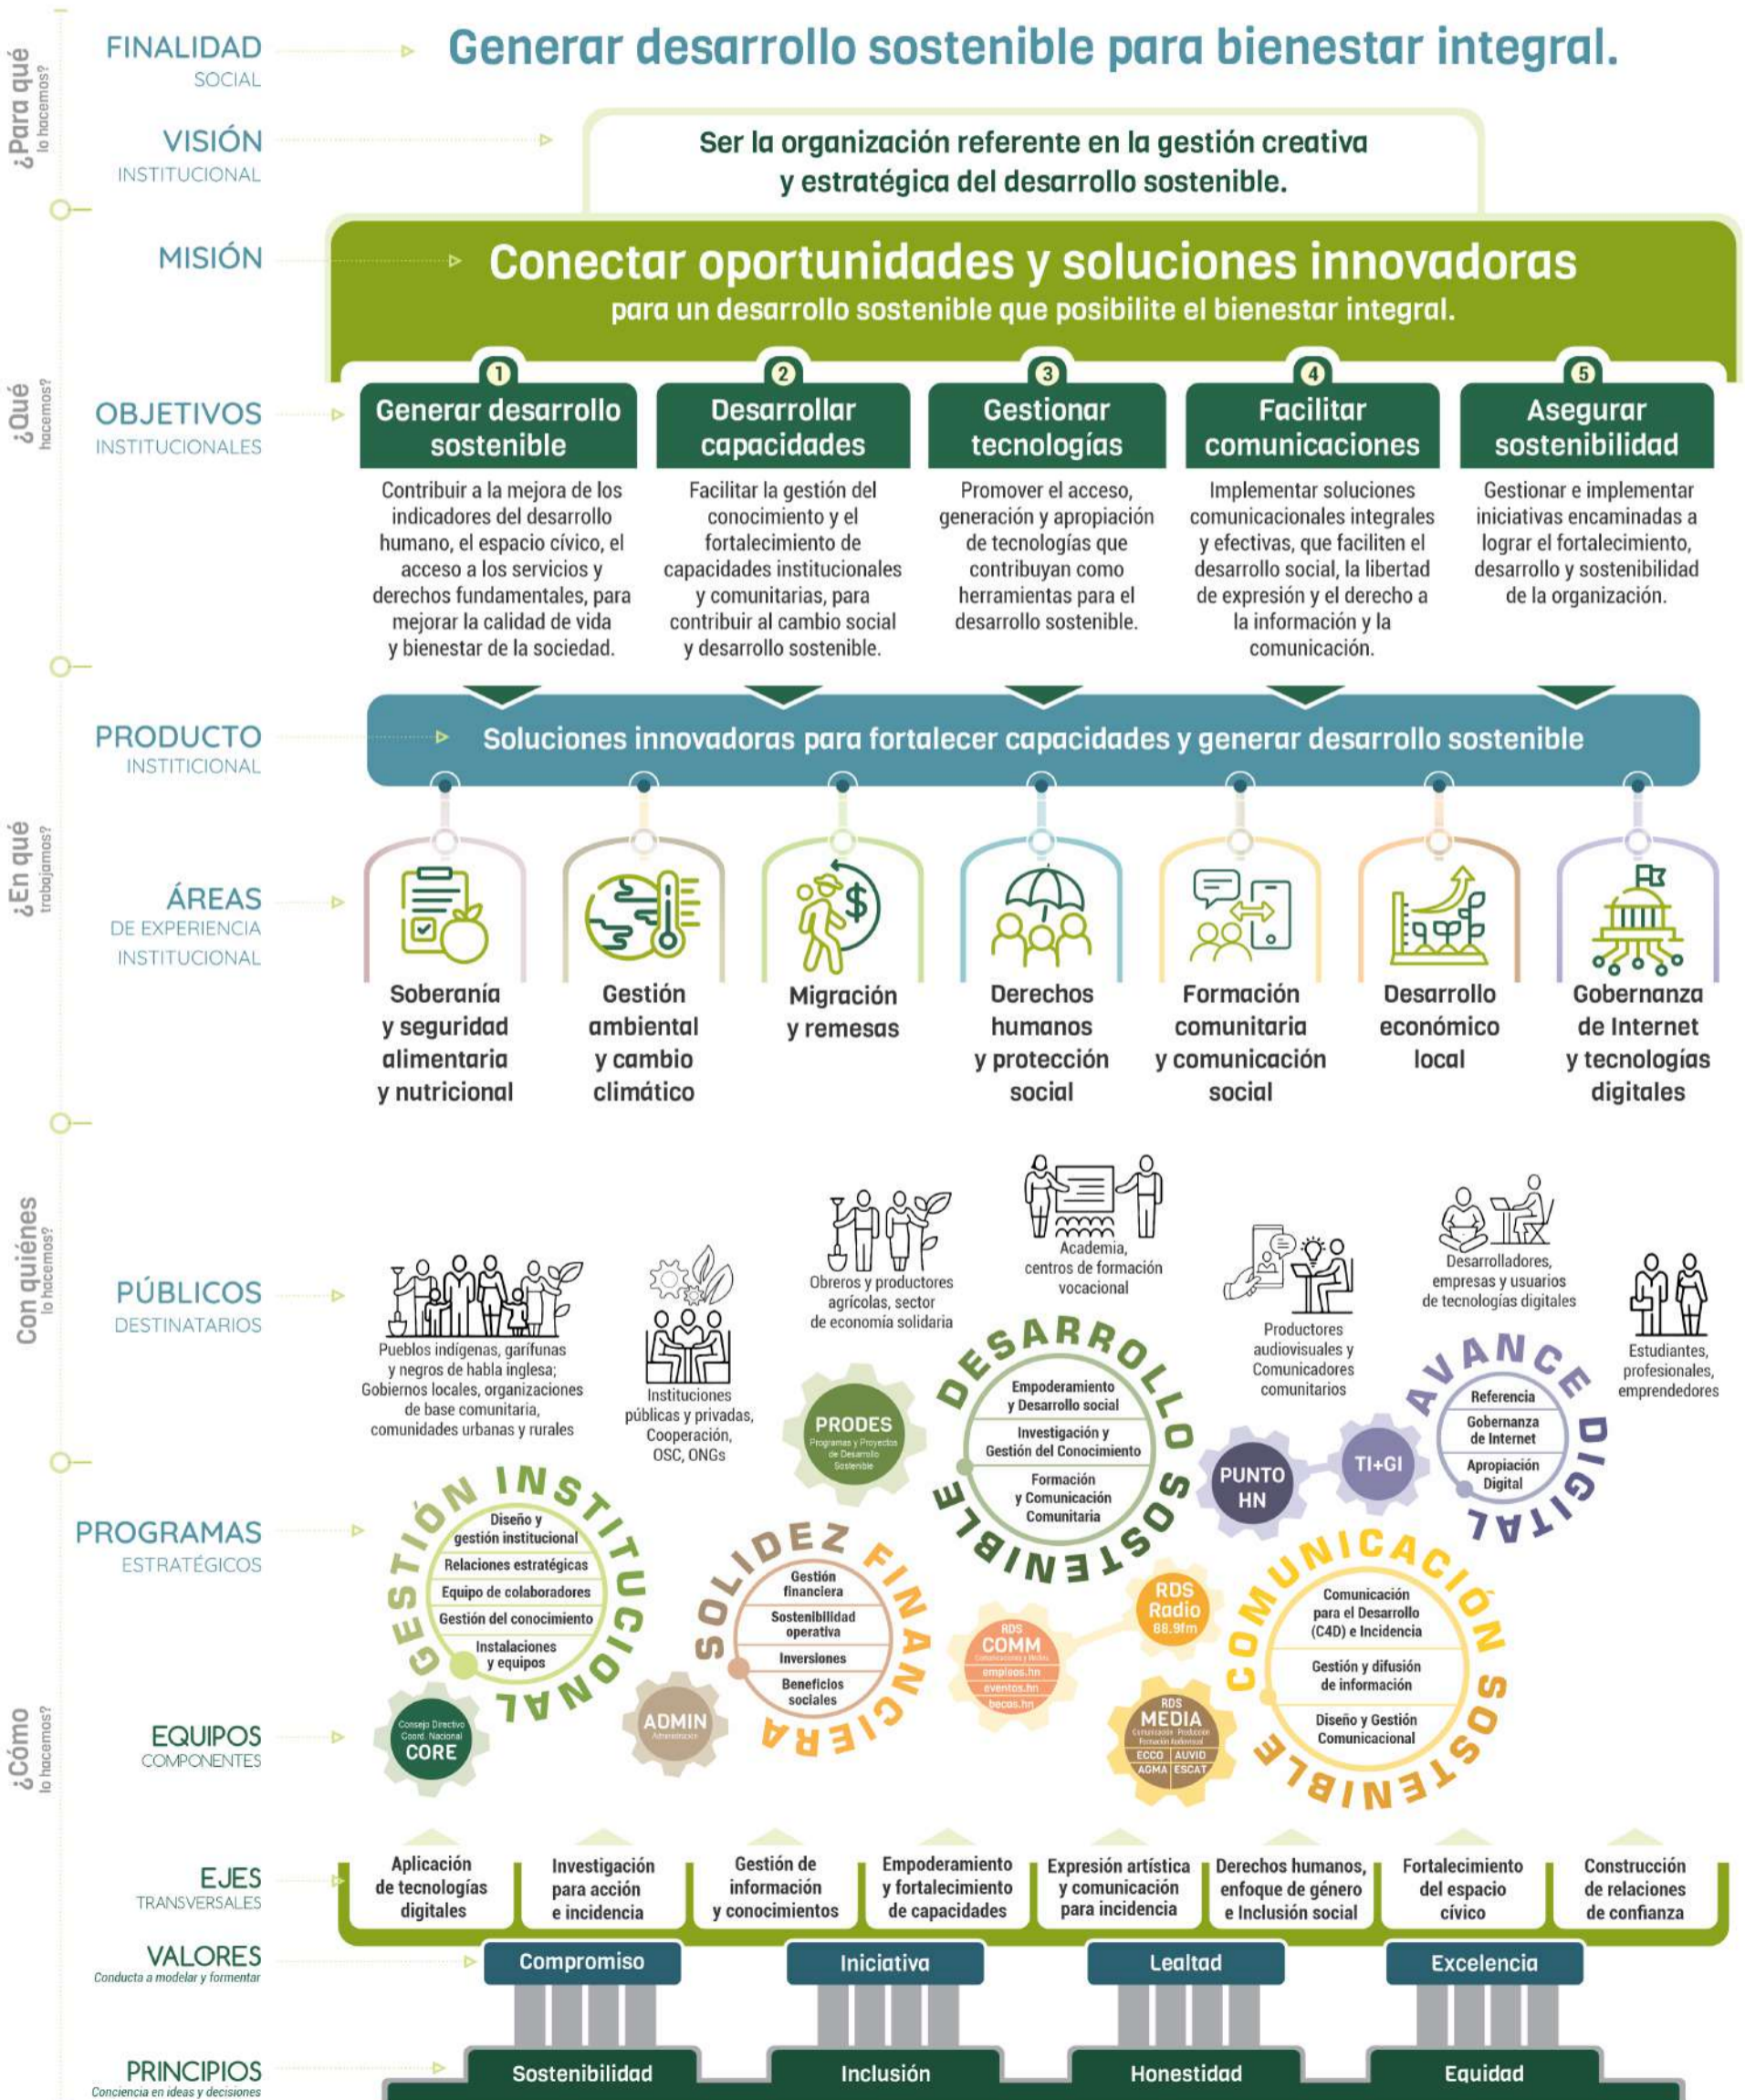 ¿Para qué
lo hacemos?
FINALIDAD
SOCIAL
Generar desarrollo sostenible para bienestar integral.
VISIÓN
INSTITUCIONAL
Ser la organización referente en la gestión creativa
y estratégica del desarrollo sostenible.
¿Qué
hacemos?
MISIÓN
Conectar oportunidades y soluciones innovadoras
para un desarrollo sostenible que posibilite el bienestar integral.
OBJETIVOS
INSTITUCIONALES
1
Generar desarrollo
sostenible
Contribuir a la mejora de los
indicadores del desarrollo
humano, el espacio cívico, el
acceso a los servicios y
derechos fundamentales, para
mejorar la calidad de vida
y bienestar de la sociedad.
2
Desarrollar
capacidades
Facilitar la gestión del
conocimiento y el
fortalecimiento de
capacidades institucionales
y comunitarias, para
contribuir al cambio social
y desarrollo sostenible.
3
Gestionar
tecnologías
Promover el acceso,
generación y apropiación
de tecnologías que
contribuyan como
herramientas para el
desarrollo sostenible.
4
Facilitar
comunicaciones
Implementar soluciones
comunicacionales integrales
y efectivas, que faciliten el
desarrollo social, la libertad
de expresión y el derecho a
la información y la
comunicación.
5
Asegurar
sostenibilidad
Gestionar e implementar
iniciativas encaminadas a
lograr el fortalecimiento,
desarrollo y sostenibilidad
de la organización.
¿En qué
trabajamos?
PRODUCTO
INSTITICIONAL
Soluciones innovadoras para fortalecer capacidades y generar desarrollo sostenible
ÁREAS
DE EXPERIENCIA
INSTITUCIONAL
Soberanía
y seguridad
alimentaria
y nutricional
Gestión
ambiental
y cambio
climático
$
Migración
y remesas
Derechos
humanos
y protección
social
Formación
comunitaria
y comunicación
social
Desarrollo
económico
local
Gobernanza
de Internet
y tecnologías
digitales
Con quiénes
lo hacemos?
PÚBLICOS
DESTINATARIOS
Pueblos indígenas, garífunas
y negros de habla inglesa;
Gobiernos locales, organizaciones
de base comunitaria,
comunidades urbanas y rurales
Instituciones
públicas y privadas,
Cooperación,
OSC, ONGs
Obreros y productores
agrícolas, sector
de economía solidaria
Academia,
centros de formación
vocacional
Productores
audiovisuales y
Comunicadores
comunitarios
Desarrolladores,
empresas y usuarios
de tecnologías digitales
Estudiantes,
profesionales,
emprendedores
¿Cómo
lo hacemos?
PROGRAMAS
ESTRATÉGICOS
GESTIÓN INSTITUCIONAL
Diseño y
gestión institucional
Relaciones estratégicas
Equipo de colaboradores
Gestión del conocimiento
Instalaciones
y equipos
SOLIDEZ FINANCIERA
Gestión
financiera
Sostenibilidad
operativa
Inversiones
Beneficios
sociales
DESARROLLO SOSTENIBLE
Empoderamiento
y Desarrollo social
Investigación y
Gestión del Conocimiento
Formación
y Comunicación
Comunitaria
AVANCE DIGITAL
Referencia
Gobernanza
de Internet
Apropiación
Digital
COMUNICACIÓN SOSTENIBLE
Comunicación
para el Desarrollo
(C4D) e Incidencia
Gestión y difusión
de información
Diseño y Gestión
Comunicacional
EQUIPOS
COMPONENTES
Consejo Directivo
Coord. Nacional
CORE
ADMIN
Administración
PRODES
Programas y Proyectos
de Desarrollo
Sostenible
PUNTO
HN
TI+GI
RDS
COMM
Comunicaciones y Medios
empleos.hn
eventos.hn
becas.hn
RDS
Radio
88.9fm
RDS
MEDIA
Comunicación Producción
Formación Audiovisual
ECCO AUVID
AGMA ESCAT
EJES
TRANSVERSALES
Aplicación
de tecnologías
digitales
Investigación
para acción
e incidencia
Gestión de
información
y conocimientos
Empoderamiento
y fortalecimiento
de capacidades
Expresión artística
y comunicación
para incidencia
Derechos humanos,
enfoque de género
e Inclusión social
Fortalecimiento
del espacio
cívico
Construcción
de relaciones
de confianza
VALORES
Conducta a modelar y formentar
Compromiso
Iniciativa
Lealtad
Excelencia
PRINCIPIOS
Conciencia en ideas y decisiones
Sostenibilidad
Inclusión
Honestidad
Equidad